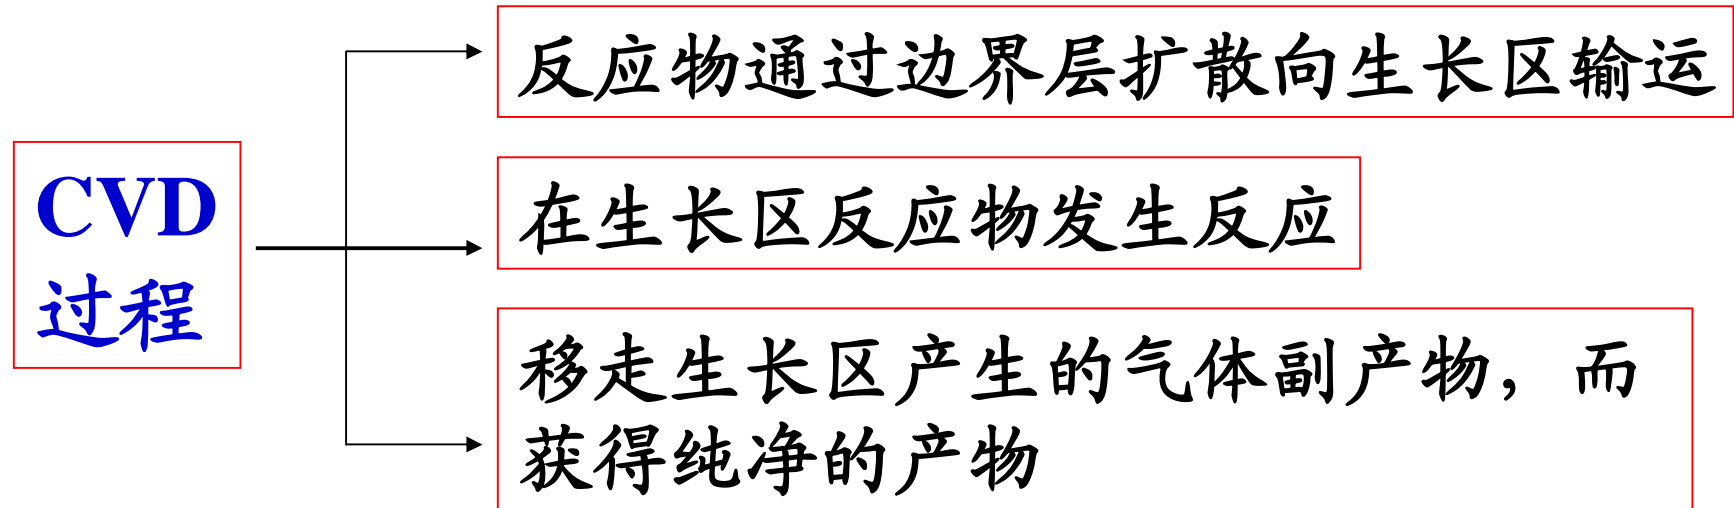 CVD
过程
反应物通过边界层扩散向生长区输运
在生长区反应物发生反应
移走生长区产生的气体副产物，而
获得纯净的产物